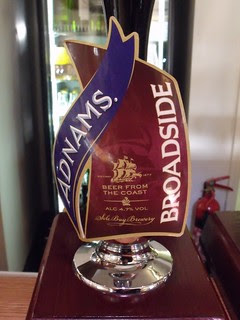 ADNAMS.
BROADSIDE
BEER FROM
THE COAST
ALC 4.7% VOL
Sole Bay Brewery